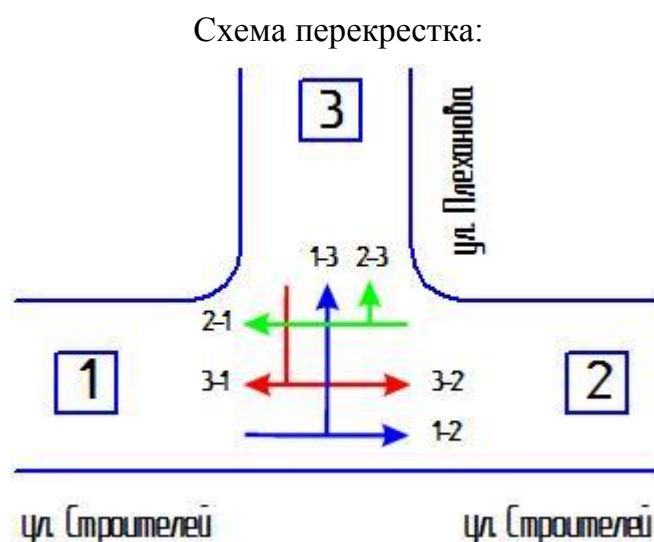 Схема перекрестка:
3
ул. Плеханова
1-3 2-3
2-1
1
3-1
3-2
2
1-2
ул. Строителей ул. Строителей